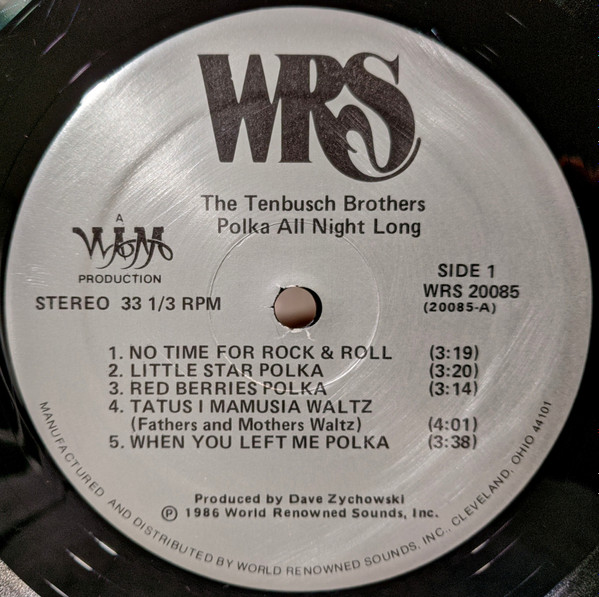 WRS
The Tenbusch Brothers
Polka All Night Long
A
WAM
PRODUCTION
STEREO 33 1/3 RPM
SIDE 1
WRS 20085
(20085-A)
1. NO TIME FOR ROCK & ROLL (3:19)
2. LITTLE STAR POLKA (3:20)
3. RED BERRIES POLKA (3:14)
4. TATUS I MAMUSIA WALTZ
(Fathers and Mothers Waltz) (4:01)
5. WHEN YOU LEFT ME POLKA (3:38)
Produced by Dave Zychowski
Ⓟ 1986 World Renowned Sounds, Inc.
MANUFACTURED AND DISTRIBUTED BY WORLD RENOWNED SOUNDS, INC., CLEVELAND, OHIO 44101